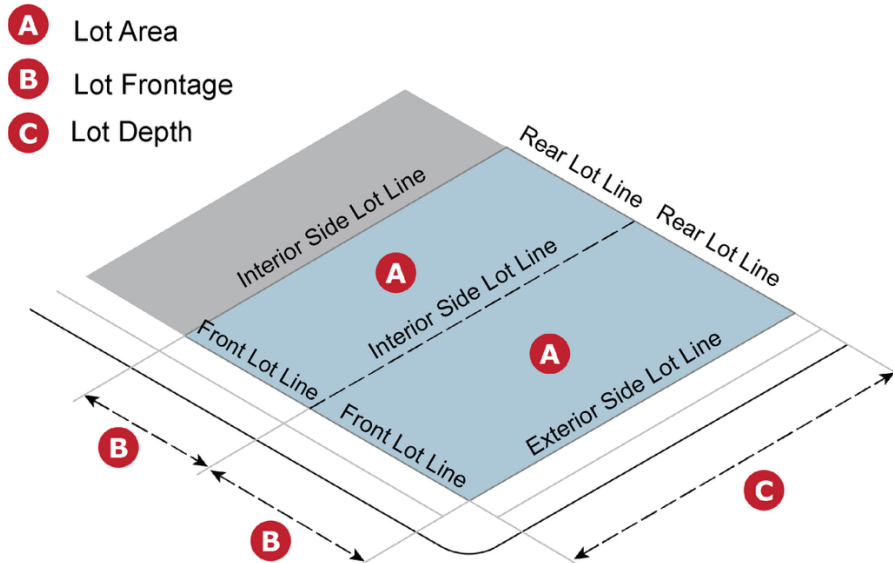 A Lot Area
B Lot Frontage
C Lot Depth
Rear Lot Line
Rear Lot Line
Interior Side Lot Line
A
Interior Side Lot Line
Front Lot Line
A
Exterior Side Lot Line
Front Lot Line
B
C
B